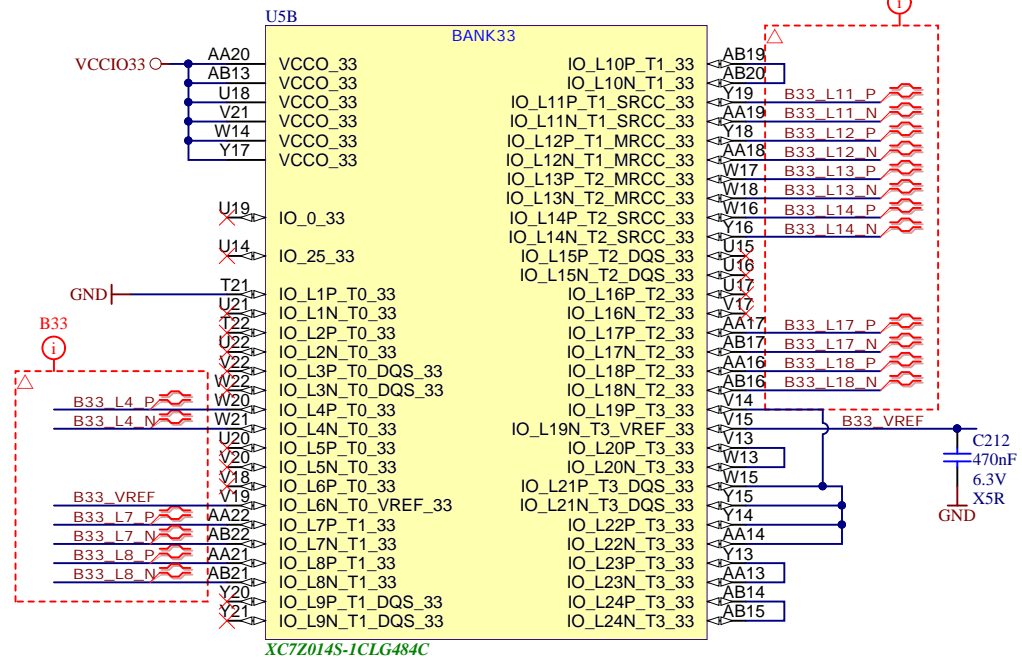 U5B
BANK33
i
VCCIO33
AA20 VCCO_33
AB13 VCCO_33
U18 VCCO_33
V21 VCCO_33
W14 VCCO_33
Y17 VCCO_33
U19 IO_0_33
U14 IO_25_33
GND T21 IO_L1P_T0_33
U21 IO_L1N_T0_33
T22 IO_L2P_T0_33
U22 IO_L2N_T0_33
V22 IO_L3P_T0_DQS_33
W22 IO_L3N_T0_DQS_33
B33
i
B33_L4_P W20 IO_L4P_T0_33
B33_L4_N W21 IO_L4N_T0_33
U20 IO_L5P_T0_33
V20 IO_L5N_T0_33
V18 IO_L6P_T0_33
B33_VREF V19 IO_L6N_T0_VREF_33
B33_L7_P AA22 IO_L7P_T1_33
B33_L7_N AB22 IO_L7N_T1_33
B33_L8_P AA21 IO_L8P_T1_33
B33_L8_N AB21 IO_L8N_T1_33
Y20 IO_L9P_T1_DQS_33
Y21 IO_L9N_T1_DQS_33
IO_L10P_T1_33 AB19
IO_L10N_T1_33 AB20
IO_L11P_T1_SRCC_33 Y19 B33_L11_P
IO_L11N_T1_SRCC_33 AA19 B33_L11_N
IO_L12P_T1_MRCC_33 Y18 B33_L12_P
IO_L12N_T1_MRCC_33 AA18 B33_L12_N
IO_L13P_T2_MRCC_33 W17 B33_L13_P
IO_L13N_T2_MRCC_33 W18 B33_L13_N
IO_L14P_T2_SRCC_33 W16 B33_L14_P
IO_L14N_T2_SRCC_33 Y16 B33_L14_N
IO_L15P_T2_DQS_33 U15
IO_L15N_T2_DQS_33 U16
IO_L16P_T2_33 U17
IO_L16N_T2_33 V17
IO_L17P_T2_33 AA17 B33_L17_P
IO_L17N_T2_33 AB17 B33_L17_N
IO_L18P_T2_33 AA16 B33_L18_P
IO_L18N_T2_33 AB16 B33_L18_N
IO_L19P_T3_33 V14
IO_L19N_T3_VREF_33 V15 B33_VREF
IO_L20P_T3_33 V13
IO_L20N_T3_33 W13
IO_L21P_T3_DQS_33 W15
IO_L21N_T3_DQS_33 Y15
IO_L22P_T3_33 Y14
IO_L22N_T3_33 AA14
IO_L23P_T3_33 Y13
IO_L23N_T3_33 AA13
IO_L24P_T3_33 AB14
IO_L24N_T3_33 AB15
C212
470nF
6.3V
X5R
GND
XC7Z014S-1CLG484C